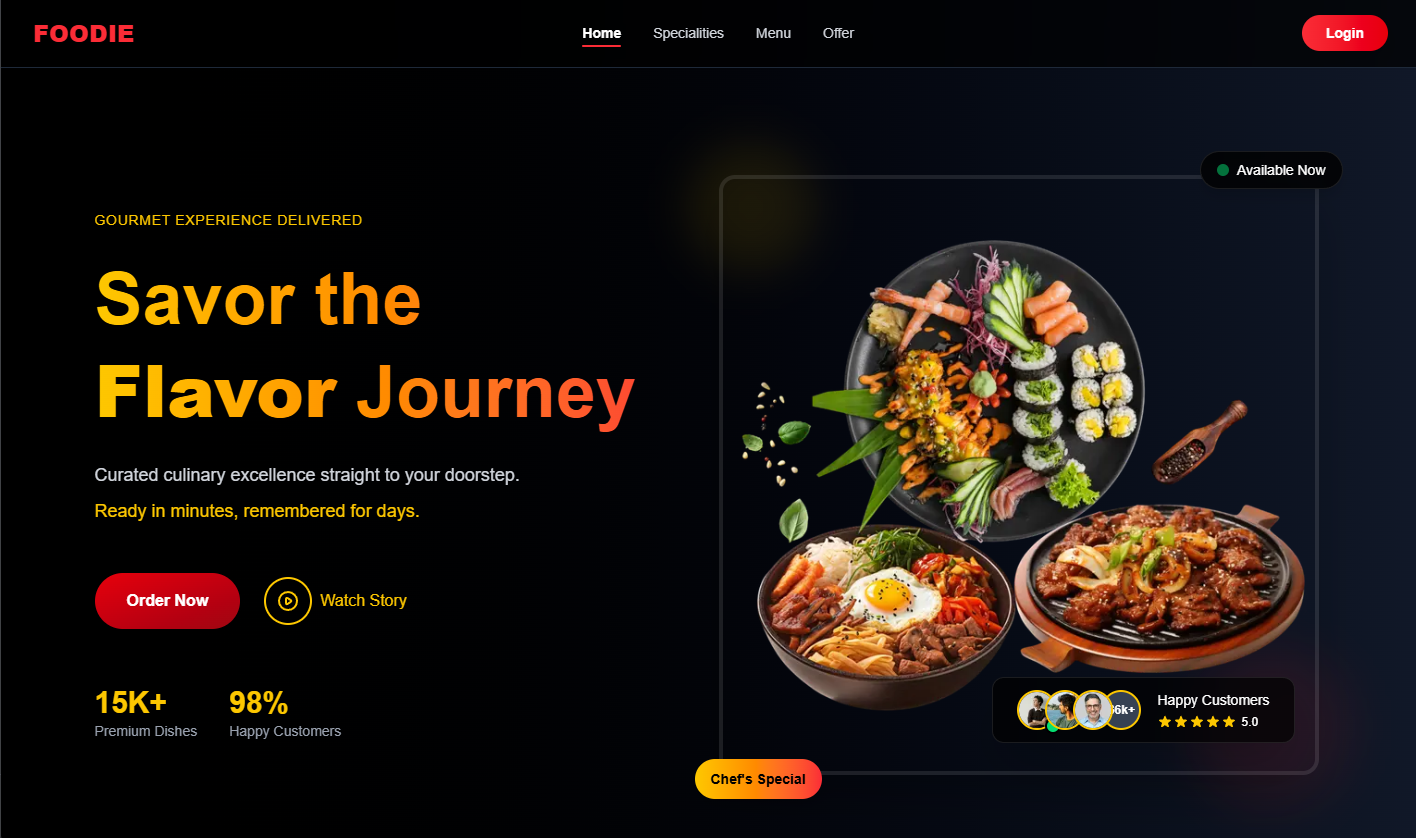 FOODIE
Home Specialities Menu Offer
Login
Available Now
GOURMET EXPERIENCE DELIVERED
Savor the
Flavor Journey
Curated culinary excellence straight to your doorstep.
Ready in minutes, remembered for days.
Order Now
Watch Story
15K+ 98%
Premium Dishes Happy Customers
6k+
Happy Customers
5.0
Chef's Special